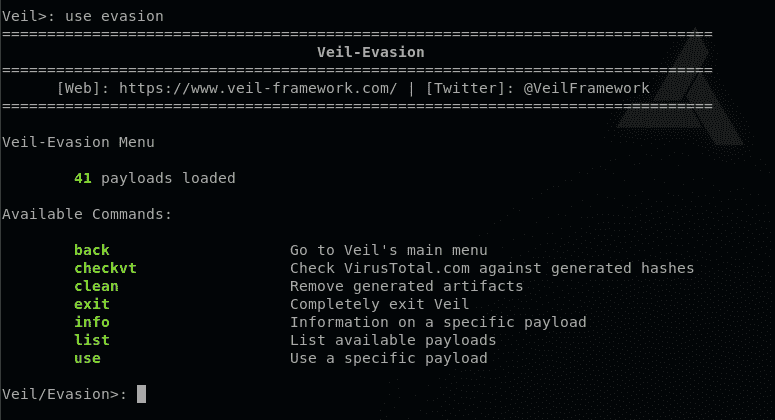 Veil>: use evasion
===============================================================================
Veil-Evasion
===============================================================================
[Web]: https://www.veil-framework.com/ | [Twitter]: @VeilFramework
===============================================================================
Veil-Evasion Menu
41 payloads loaded
Available Commands:
back Go to Veil's main menu
checkvt Check VirusTotal.com against generated hashes
clean Remove generated artifacts
exit Completely exit Veil
info Information on a specific payload
list List available payloads
use Use a specific payload
Veil/Evasion>: